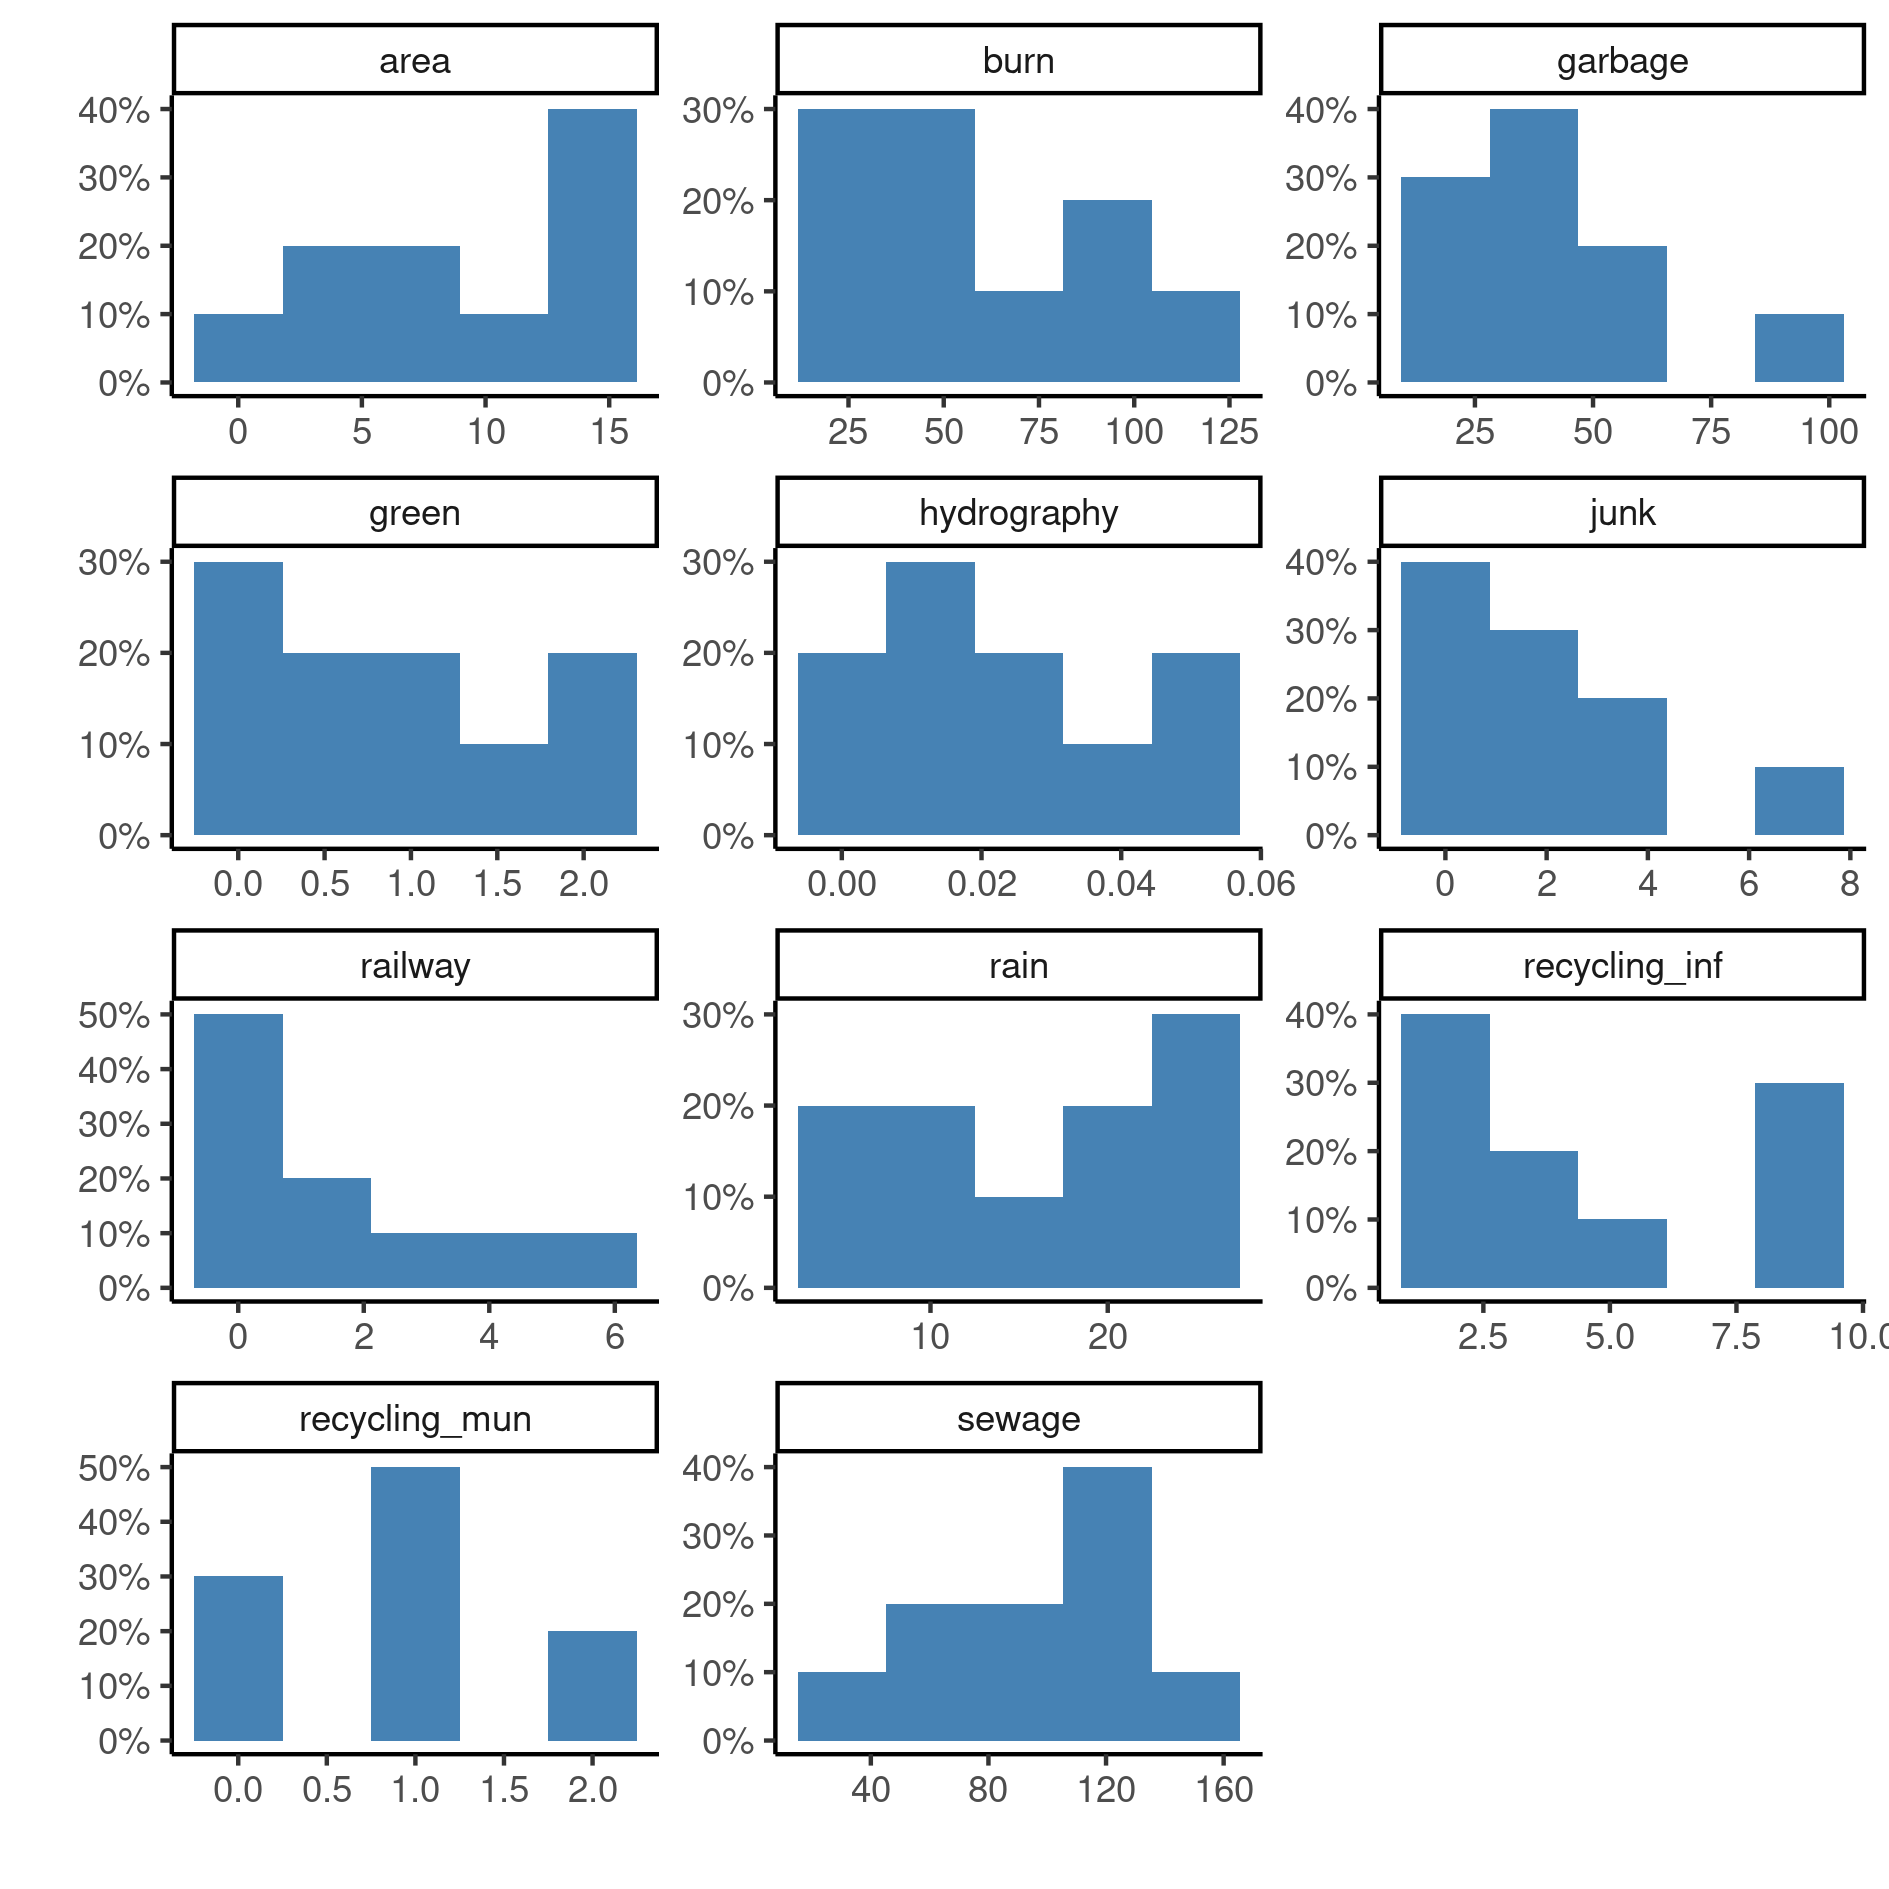 area burn garbage
40% 30% 40%
30% 20% 30%
20% 10% 20%
10% 0% 10%
0% 0%
0 5 10 15 25 50 75 100 125 25 50 75 100
green hydrography junk
30% 30% 40%
20% 20% 30%
10% 10% 20%
0% 0% 10%
0%
0.0 0.5 1.0 1.5 2.0 0.00 0.02 0.04 0.06 0 2 4 6 8
railway rain recycling_inf
50% 30% 40%
40% 20% 30%
30% 10% 20%
20% 0% 10%
10% 0%
0%
0 2 4 6 10 20 2.5 5.0 7.5 10.0
recycling_mun sewage
50% 40%
40% 30%
30% 20%
20% 10%
10% 0%
0%
0.0 0.5 1.0 1.5 2.0 40 80 120 160